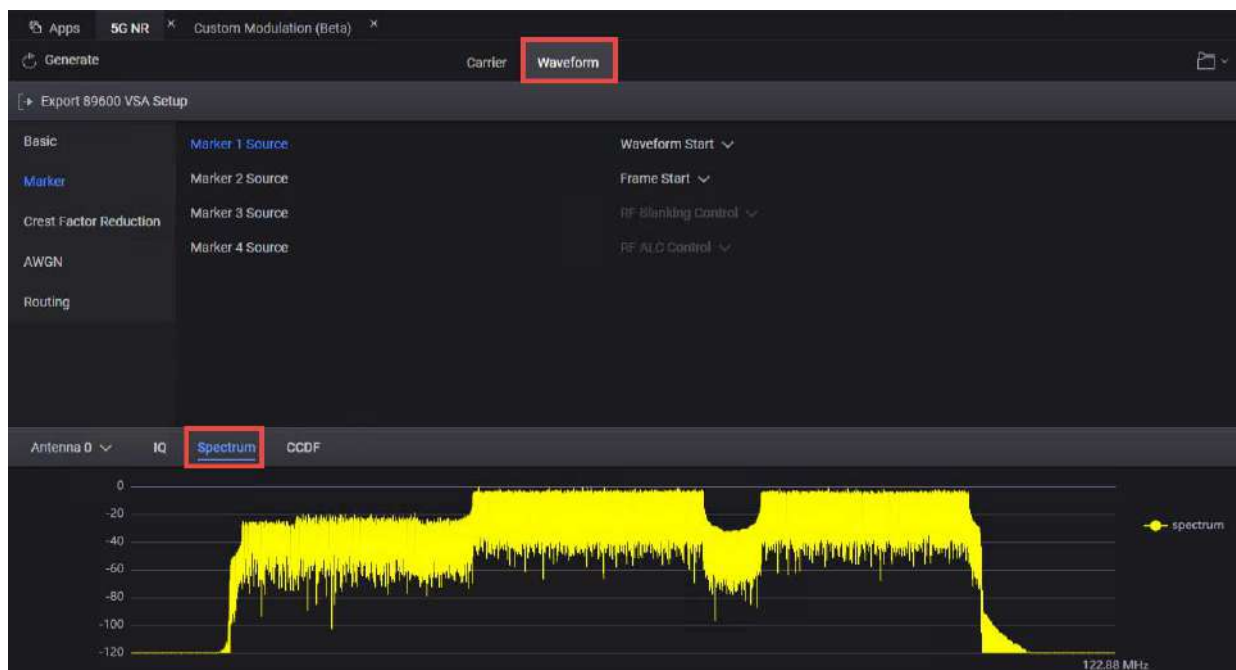 Apps 5G NR × Custom Modulation (Beta) ×
Generate Carrier Waveform
Export 89600 VSA Setup
Basic
Marker
Crest Factor Reduction
AWGN
Routing
Marker 1 Source Waveform Start
Marker 2 Source Frame Start
Marker 3 Source RF Blanking Control
Marker 4 Source RF ALC Control
Antenna 0 IQ Spectrum CCDF
0
-20
-40
-60
-80
-100
-120
spectrum
122.88 MHz